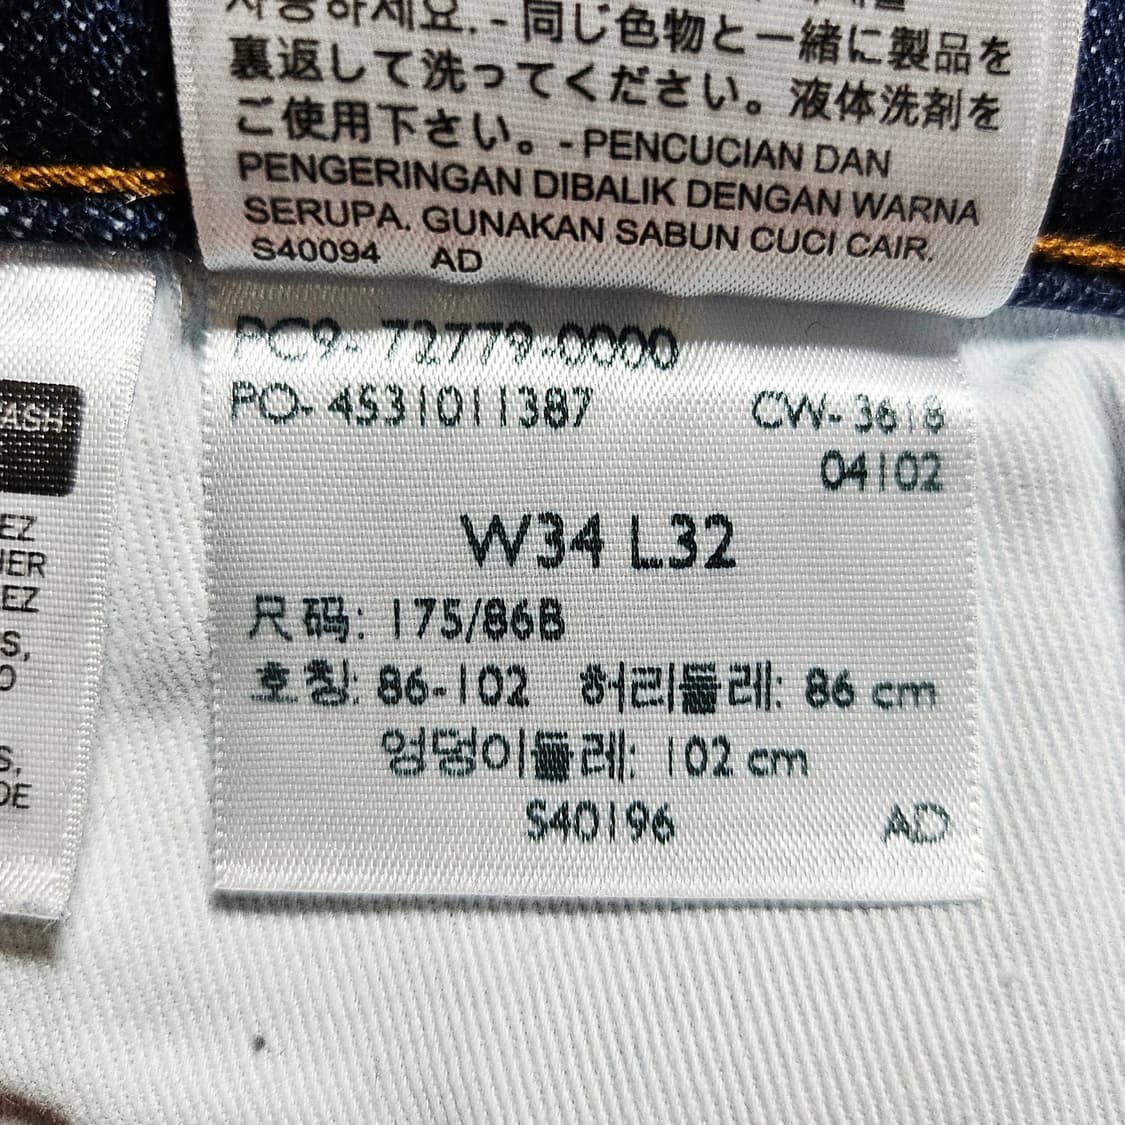 사용하세요. - 同じ色物と一緒に製品を
裏返して洗ってください。液体洗剤を
ご使用下さい。- PENCUCIAN DAN
PENGERINGAN DIBALIK DENGAN WARNA
SERUPA. GUNAKAN SABUN CUCI CAIR.
S40094 AD
PC9- 72779-0000
PO- 4531011387 CW- 3618
04102
W34 L32
尺码: 175/86B
호칭: 86-102 허리둘레: 86 cm
엉덩이둘레: 102 cm
S40196 AD
ASH
EZ
EZ
S,
O
S,
DE